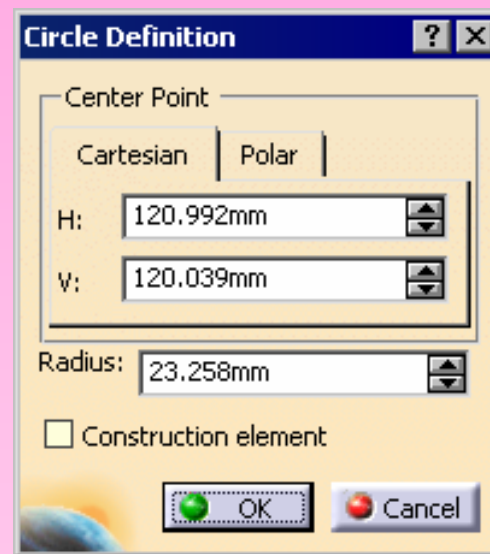 Circle Definition ? X
Center Point
Cartesian Polar
H: 120.992mm
V: 120.039mm
Radius: 23.258mm
Construction element
OK Cancel